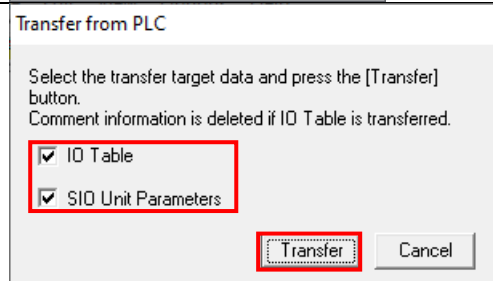 Transfer from PLC
Select the transfer target data and press the [Transfer]
button.
Comment information is deleted if IO Table is transferred.
IO Table
SIO Unit Parameters
Transfer
Cancel